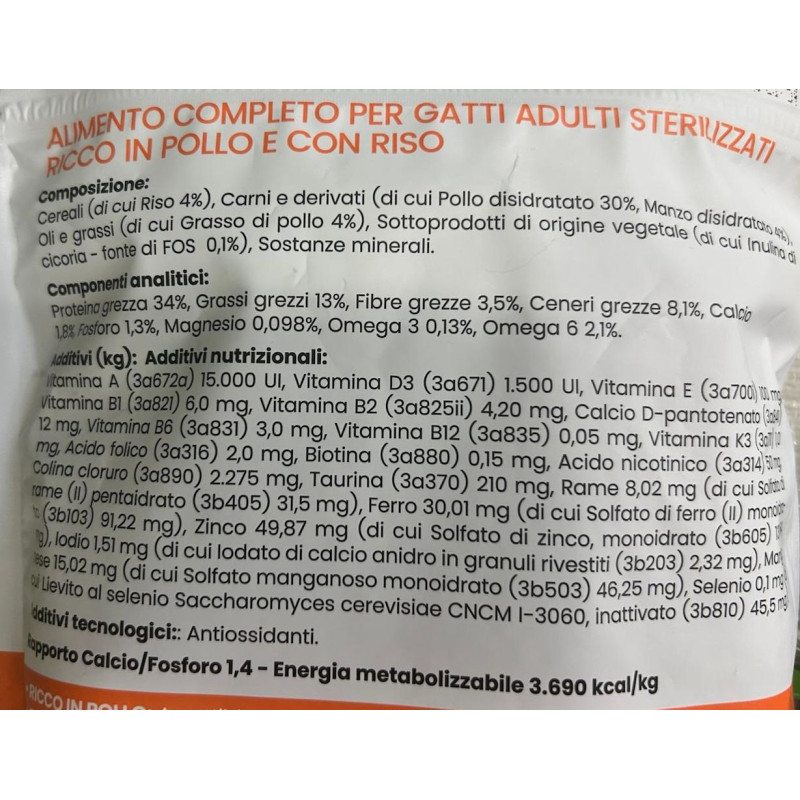 ALIMENTO COMPLETO PER GATTI ADULTI STERILIZZATI
RICCO IN POLLO E CON RISO
Composizione:
Cereali (di cui Riso 4%), Carni e derivati (di cui Pollo disidratato 30%, Manzo disidratato 4%),
Oli e grassi (di cui Grasso di pollo 4%), Sottoprodotti di origine vegetale (di cui Inulina di
cicoria - fonte di FOS 0,1%), Sostanze minerali.
Componenti analitici:
Proteina grezza 34%, Grassi grezzi 13%, Fibre grezze 3,5%, Ceneri grezze 8,1%, Calcio
1,8% Fosforo 1,3%, Magnesio 0,098%, Omega 3 0,13%, Omega 6 2,1%.
Additivi (kg): Additivi nutrizionali:
Vitamina A (3a672a) 15.000 UI, Vitamina D3 (3a671) 1.500 UI, Vitamina E (3a700) 100 mg
Vitamina B1 (3a821) 6,0 mg, Vitamina B2 (3a825ii) 4,20 mg, Calcio D-pantotenato
12 mg, Vitamina B6 (3a831) 3,0 mg, Vitamina B12 (3a835) 0,05 mg, Vitamina K3
mg, Acido folico (3a316) 2,0 mg, Biotina (3a880) 0,15 mg, Acido nicotinico (3a314) 50 mg
Colina cloruro (3a890) 2.275 mg, Taurina (3a370) 210 mg, Rame 8,02 mg (di cui Solfato di
rame (II) pentaidrato (3b405) 31,5 mg), Ferro 30,01 mg (di cui Solfato di ferro (II)
(3b103) 91,22 mg), Zinco 49,87 mg (di cui Solfato di zinco, monoidrato (3b605)
mg), Iodio 1,51 mg (di cui Iodato di calcio anidro in granuli rivestiti (3b203) 2,32 mg),
15,02 mg (di cui Solfato manganoso monoidrato (3b503) 46,25 mg), Selenio 0,1 mg
Lievito al selenio Saccharomyces cerevisiae CNCM I-3060, inattivato (3b810) 45,5 mg
Additivi tecnologici:: Antiossidanti.
Rapporto Calcio/Fosforo 1,4 - Energia metabolizzabile 3.690 kcal/kg
RICCO IN